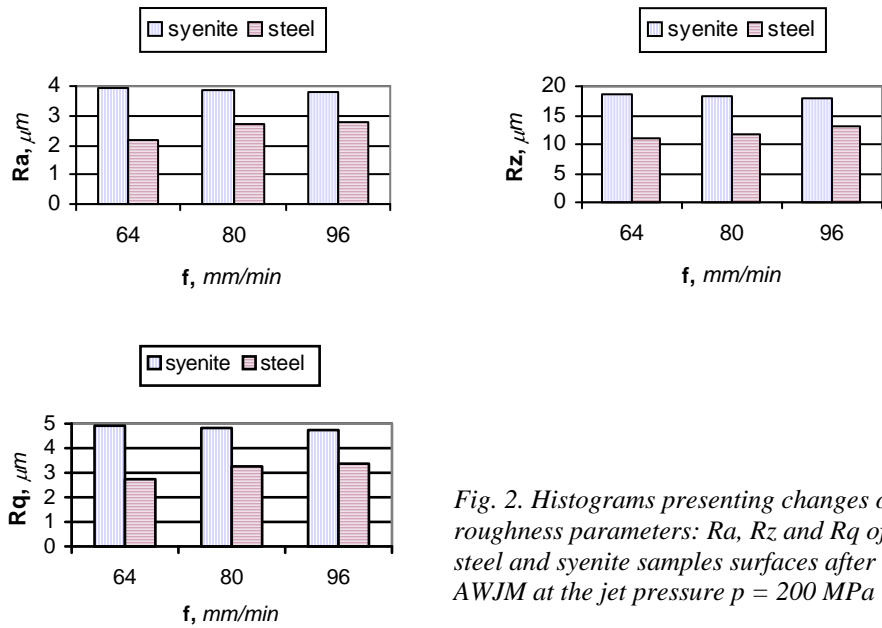 syenite steel
4
3
2
1
0
Ra, μm
64 80 96
f, mm/min
syenite steel
20
15
10
5
0
Rz, μm
64 80 96
f, mm/min
syenite steel
5
4
3
2
1
0
Rq, μm
64 80 96
f, mm/min
Fig. 2. Histograms presenting changes
roughness parameters: Ra, Rz and Rq
steel and syenite samples surfaces after
AWJM at the jet pressure p = 200 MPa